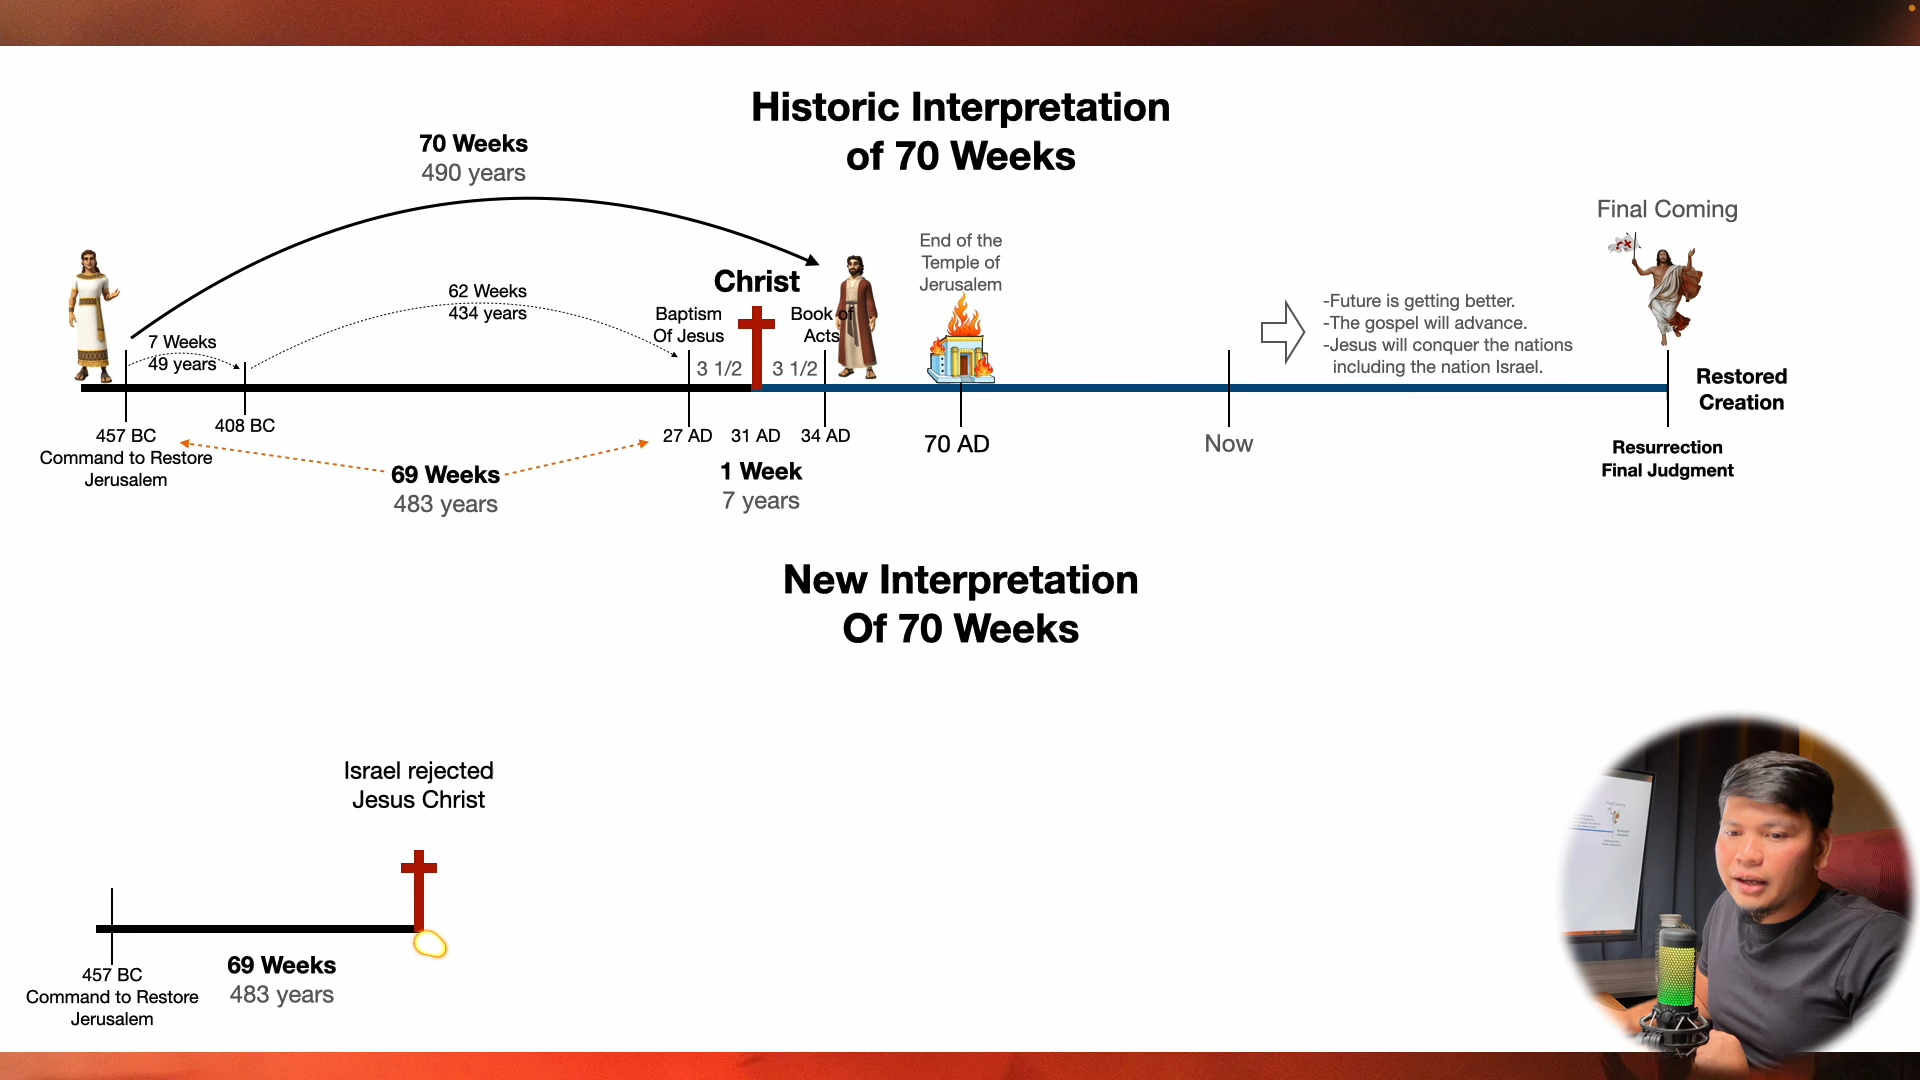 Historic Interpretation
of 70 Weeks
70 Weeks
490 years
Final Coming
End of the
Temple of
Jerusalem
Christ
62 Weeks
434 years
Baptism
Of Jesus
Book of
Acts
7 Weeks
49 years
3 1/2
3 1/2
-Future is getting better.
-The gospel will advance.
-Jesus will conquer the nations
including the nation Israel.
Restored
Creation
457 BC
Command to Restore
Jerusalem
408 BC
27 AD
31 AD
34 AD
70 AD
Now
Resurrection
Final Judgment
69 Weeks
483 years
1 Week
7 years
New Interpretation
Of 70 Weeks
Israel rejected
Jesus Christ
457 BC
Command to Restore
Jerusalem
69 Weeks
483 years